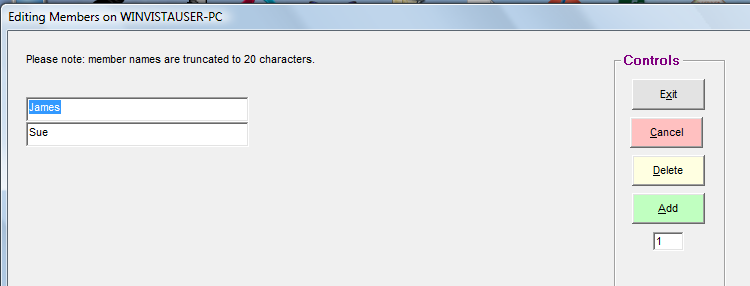 Editing Members on WINVISTAUSER-PC
Please note: member names are truncated to 20 characters.
James
Sue
Controls
Exit
Cancel
Delete
Add
1